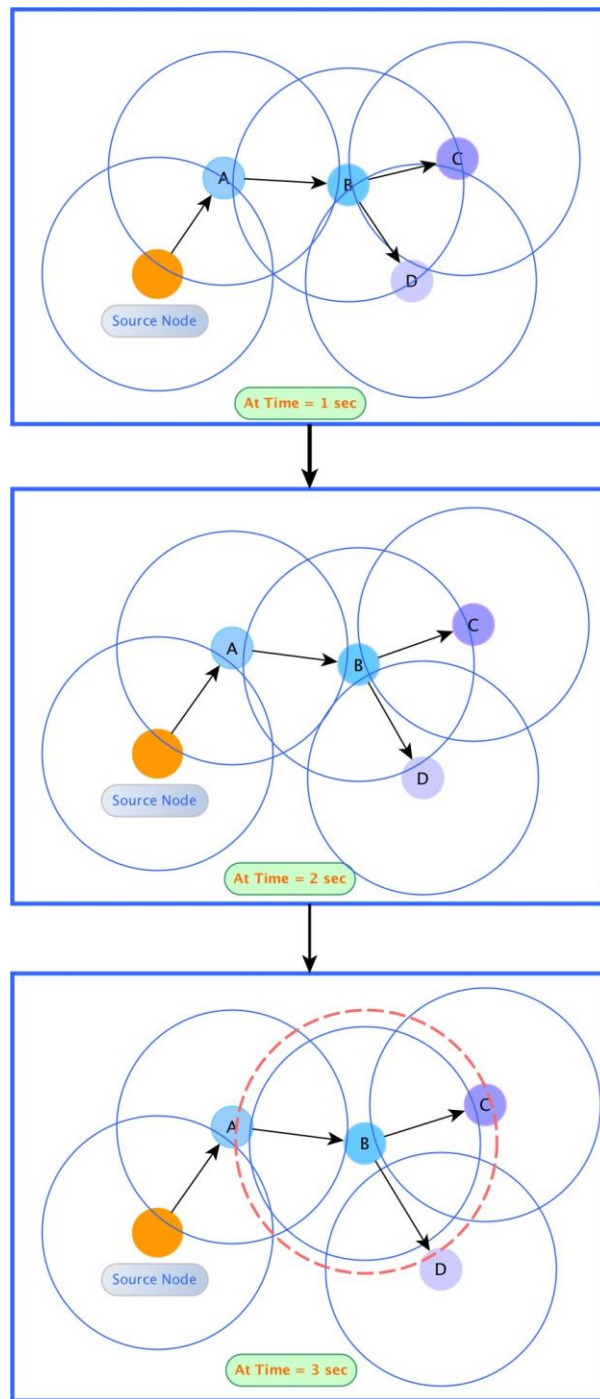 A
B
C
D
Source Node
At Time = 1 sec
A
B
C
D
Source Node
At Time = 2 sec
A
B
C
D
Source Node
At Time = 3 sec